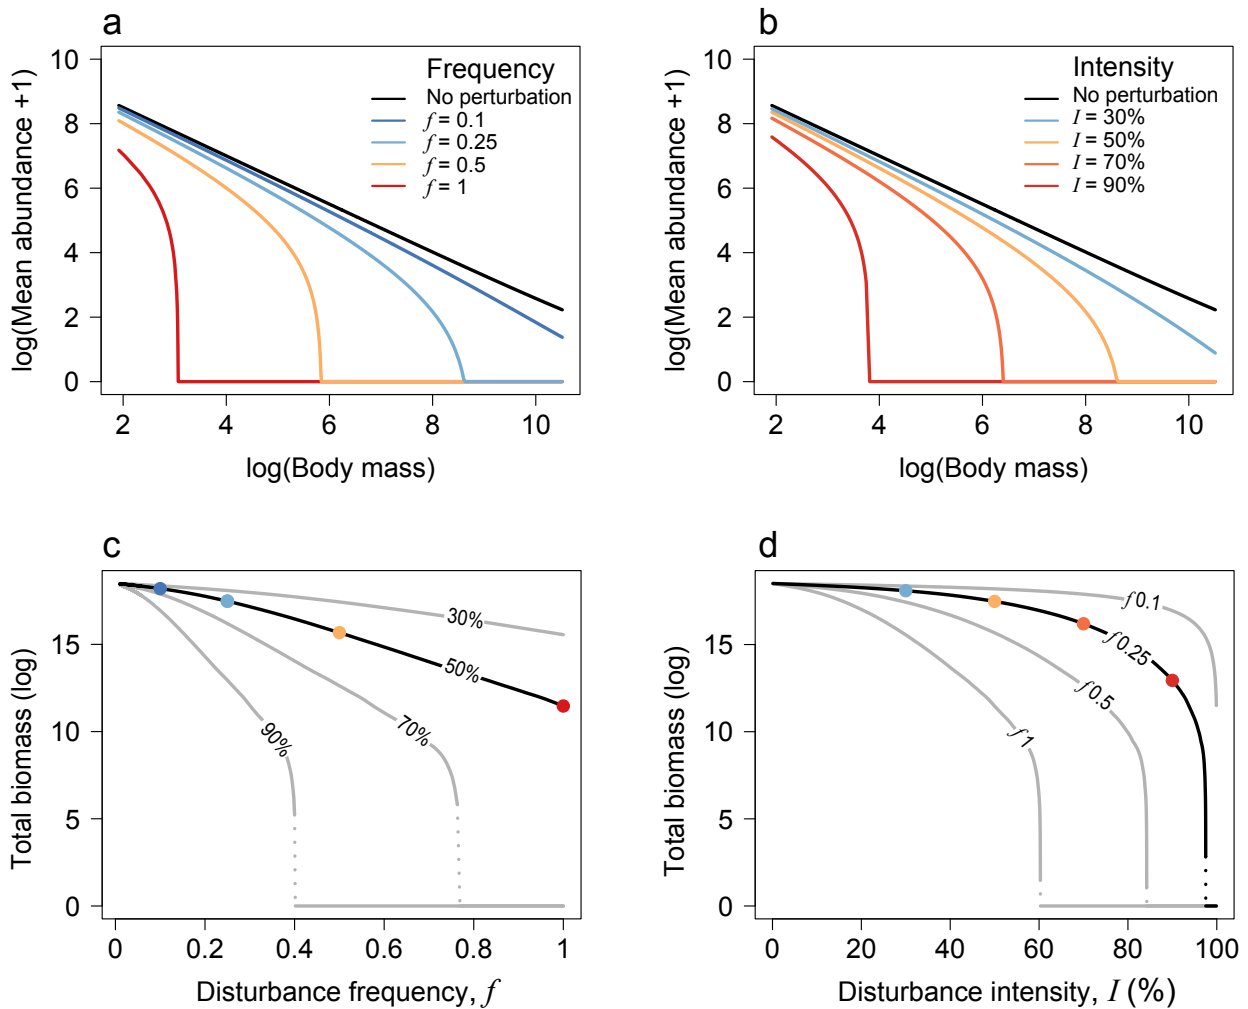 a
log(Mean abundance +1)
10
8
6
4
2
0
Frequency
No perturbation
f = 0.1
f = 0.25
f = 0.5
f = 1
2 4 6 8 10
log(Body mass)
b
log(Mean abundance +1)
10
8
6
4
2
0
Intensity
No perturbation
I = 30%
I = 50%
I = 70%
I = 90%
2 4 6 8 10
log(Body mass)
c
Total biomass (log)
15
10
5
0
30%
50%
70%
90%
0 0.2 0.4 0.6 0.8 1
Disturbance frequency, f
d
Total biomass (log)
15
10
5
0
f 0.1
f 0.25
f 0.5
f 1
0 20 40 60 80 100
Disturbance intensity, I (%)